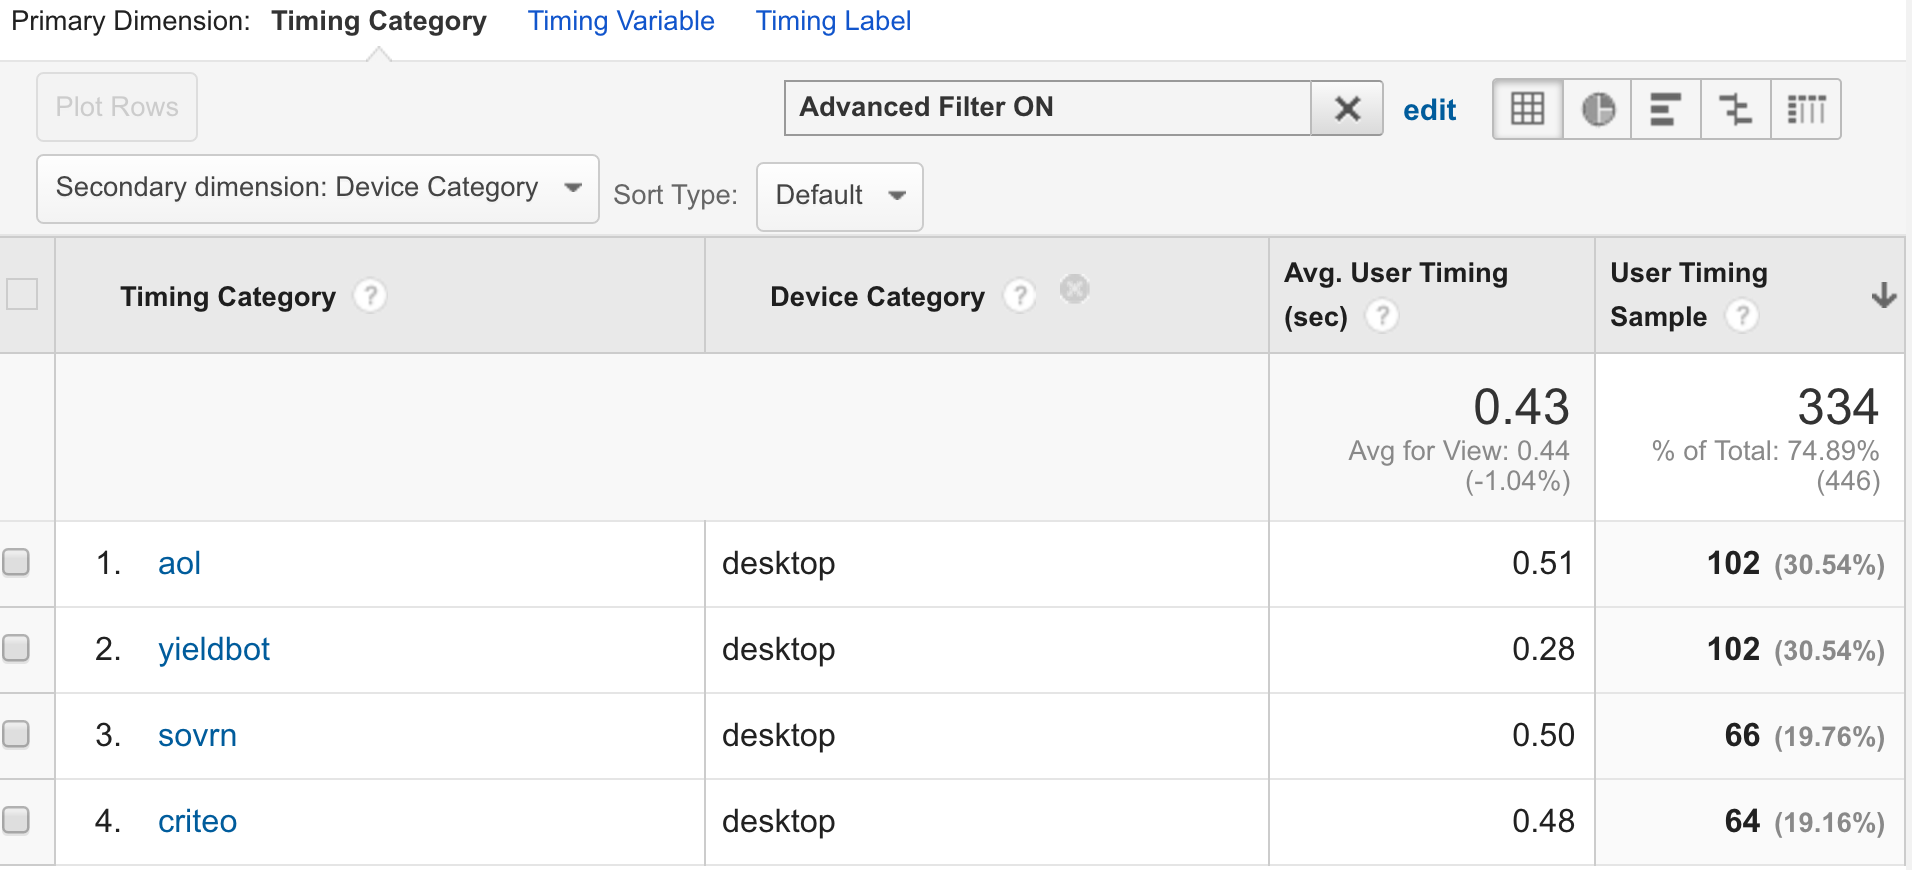 Primary Dimension: Timing Category Timing Variable Timing Label
Plot Rows
Advanced Filter ON
edit
Secondary dimension: Device Category
Sort Type: Default
Timing Category ?
Device Category ?
Avg. User Timing
(sec) ?
User Timing
Sample ?
0.43
Avg for View: 0.44
(-1.04%)
334
% of Total: 74.89%
(446)
1. aol desktop 0.51 102 (30.54%)
2. yieldbot desktop 0.28 102 (30.54%)
3. sovrn desktop 0.50 66 (19.76%)
4. criteo desktop 0.48 64 (19.16%)